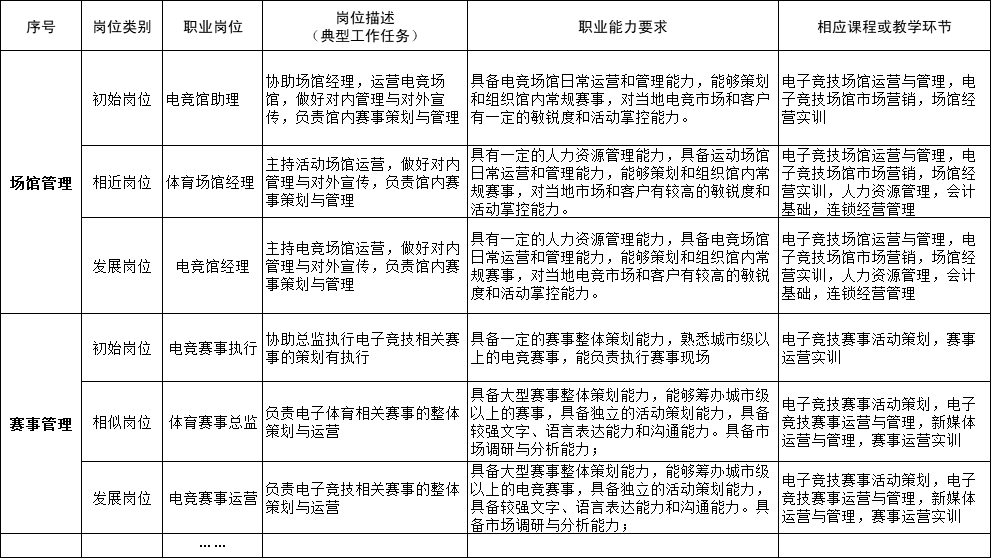 序号 岗位类别 职业岗位 岗位描述 职业能力要求 相应课程或教学环节
（典型工作任务）
场馆管理
初始岗位
电竞馆助理
协助场馆经理，运营电竞场
馆，做好对内管理与对外宣
传，负责馆内赛事策划与管理
具备电竞场馆日常运营和管理能力，能够策划
和组织馆内常规赛事，对当地电竞市场和客户
有一定的敏锐度和活动掌控能力。
电子竞技场馆运营与管理，电
子竞技场馆市场营销，场馆经
营实训
相近岗位
体育场馆经理
主持活动场馆运营，做好对内
管理与对外宣传，负责馆内赛
事策划与管理
具有一定的人力资源管理能力，具备运动场馆
日常运营和管理能力，能够策划和组织馆内常
规赛事，对当地市场和客户有较高的敏锐度和
活动掌控能力。
电子竞技场馆运营与管理，电
子竞技场馆市场营销，场馆经
营实训，人力资源管理，会计
基础，连锁经营管理
发展岗位
电竞馆经理
主持电竞场馆运营，做好对内
管理与对外宣传，负责馆内赛
事策划与管理
具有一定的人力资源管理能力，具备电竞场馆
日常运营和管理能力，能够策划和组织馆内常
规赛事，对当地电竞市场和客户有较高的敏锐
度和活动掌控能力。
电子竞技场馆运营与管理，电
子竞技场馆市场营销，场馆经
营实训，人力资源管理，会计
基础，连锁经营管理
赛事管理
初始岗位
电竞赛事执行
协助总监执行电子竞技相关赛
事的策划有执行
具备一定的赛事整体策划能力，熟悉城市级以
上的电竞赛事，能负责执行赛事现场
电子竞技赛事活动策划，赛事
运营实训
相似岗位
体育赛事总监
负责电子体育相关赛事的整体
策划与运营
具备大型赛事整体策划能力，能够筹办城市级
以上的赛事，具备独立的活动策划能力，具备
较强文字、语言表达能力和沟通能力。具备市
场调研与分析能力；
电子竞技赛事活动策划，电子
竞技赛事运营与管理，新媒体
运营与管理，赛事运营实训
发展岗位
电竞赛事运营
负责电子竞技相关赛事的整体
策划与运营
具备大型赛事整体策划能力，能够筹办城市级
以上的电竞赛事，具备独立的活动策划能力，
具备较强文字、语言表达能力和沟通能力。具
备市场调研与分析能力；
电子竞技赛事活动策划，电子
竞技赛事运营与管理，新媒体
运营与管理，赛事运营实训
……